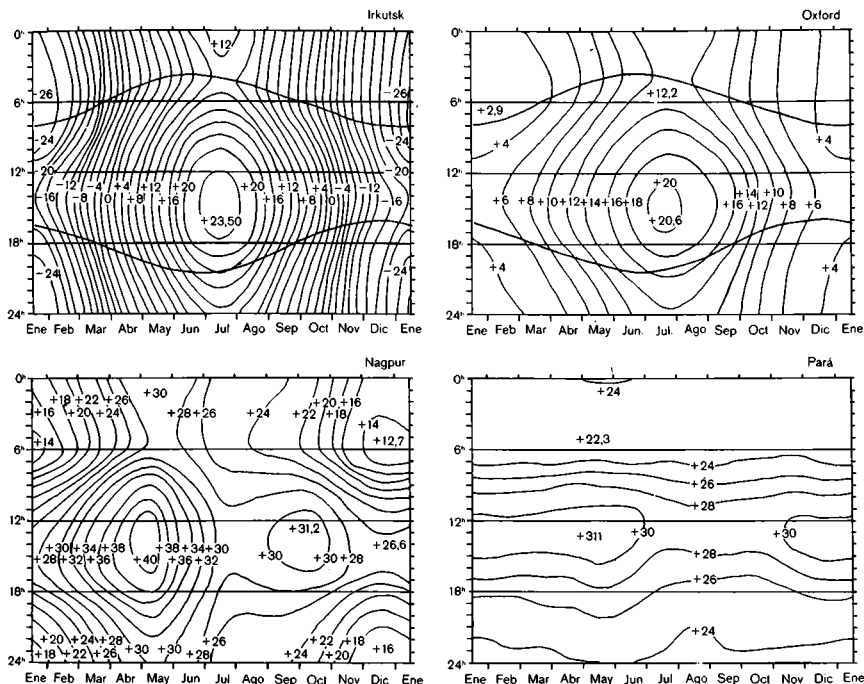 Irkutsk
0ʰ
+12
-26
-26
6ʰ
-24
-24
-20
-20
12ʰ
-12 -4 +4 +12 +20
+20 +12 +4 -4 -12
+16 -8 0 +8 +16
+16 +8 0 -8 -16
+23,50
18ʰ
-24
-24
24ʰ
Ene Feb Mar Abr May Jun Jul Ago Sep Oct Nov Dic Ene
Oxford
0ʰ
+12,2
6ʰ
+2,9
+4
+4
12ʰ
+20
+14 +10
+6 +8 +10 +12 +14 +16 +18
+16 +12 +8 +6
+20,6
18ʰ
+4
+4
24ʰ
Ene Feb Mar Abr May Jun. Jul. Ago Sep Oct Nov Dic Ene
Nagpur
0ʰ
+18 +22 +26 +30
+20 +16
+16 +20 +24 +28 +26 +24 +22 +18
+14
+14
+12,7
6ʰ
12ʰ
+31,2
+30 +34 +38 +38 +34 +30
+26,6
+28 +32 +36 +40 +36 +32 +30 +30 +28
18ʰ
+20 +24 +28 +26 +22 +18
+18 +22 +26 +30 +30 +28 +24 +20
+16
24ʰ
Ene Feb Mar Abr May Jun Jul Ago Sep Oct Nov Dic Ene
Pará
0ʰ
+24
+22,3
6ʰ
+24
+26
+28
12ʰ
+311 +30 +30
+28
+26
18ʰ
+24
24ʰ
Ene Feb Mar Abr May Jun Jul Ago Sep Oct Nov Dic Ene